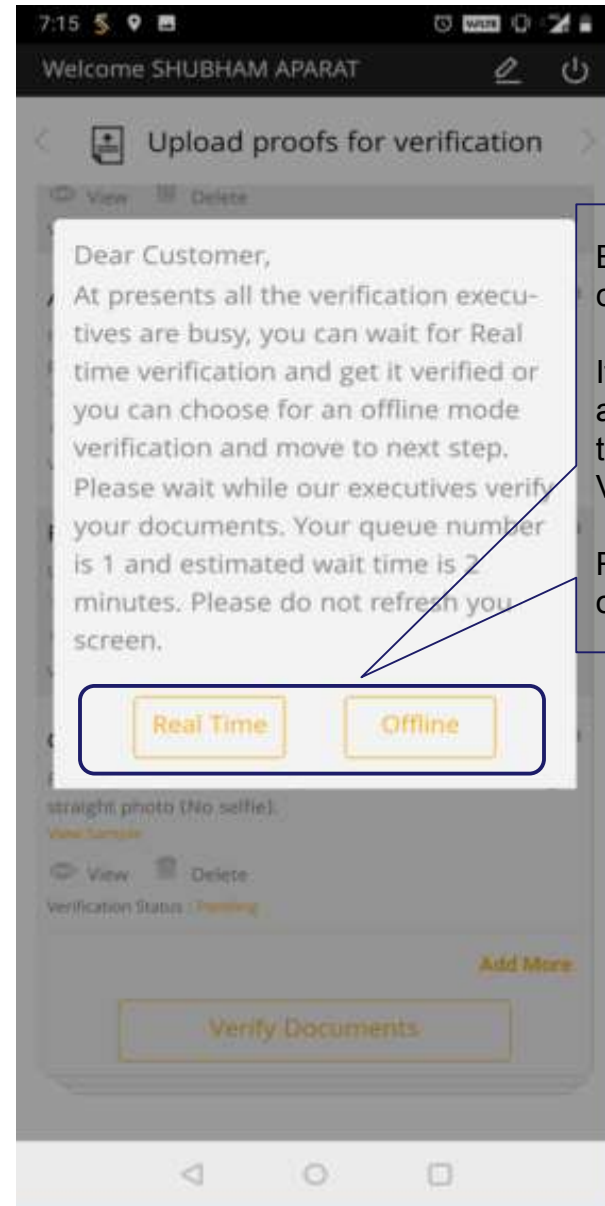 7:15
Welcome SHUBHAM APARAT
Upload proofs for verification
View Delete
Dear Customer,
At presents all the verification execu-
tives are busy, you can wait for Real
time verification and get it verified or
you can choose for an offline mode
verification and move to next step.
Please wait while our executives verify
your documents. Your queue number
is 1 and estimated wait time is 2
minutes. Please do not refresh you
screen.
Real Time Offline
straight photo (No selfie).
View Sample
View Delete
Verification Status : Pending
Add More
Verify Documents